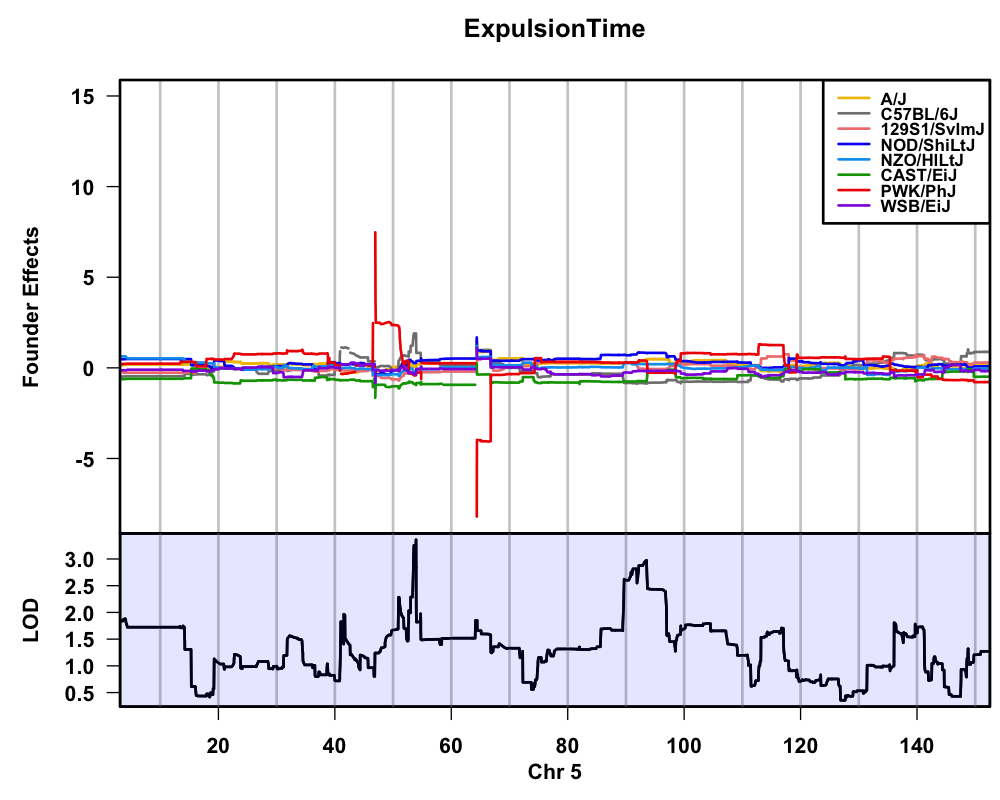 ExpulsionTime
15
10
5
0
-5
Founder Effects
A/J
C57BL/6J
129S1/SvImJ
NOD/ShiLtJ
NZO/HlLtJ
CAST/EiJ
PWK/PhJ
WSB/EiJ
3.0
2.5
2.0
1.5
1.0
0.5
LOD
20 40 60 80 100 120 140
Chr 5